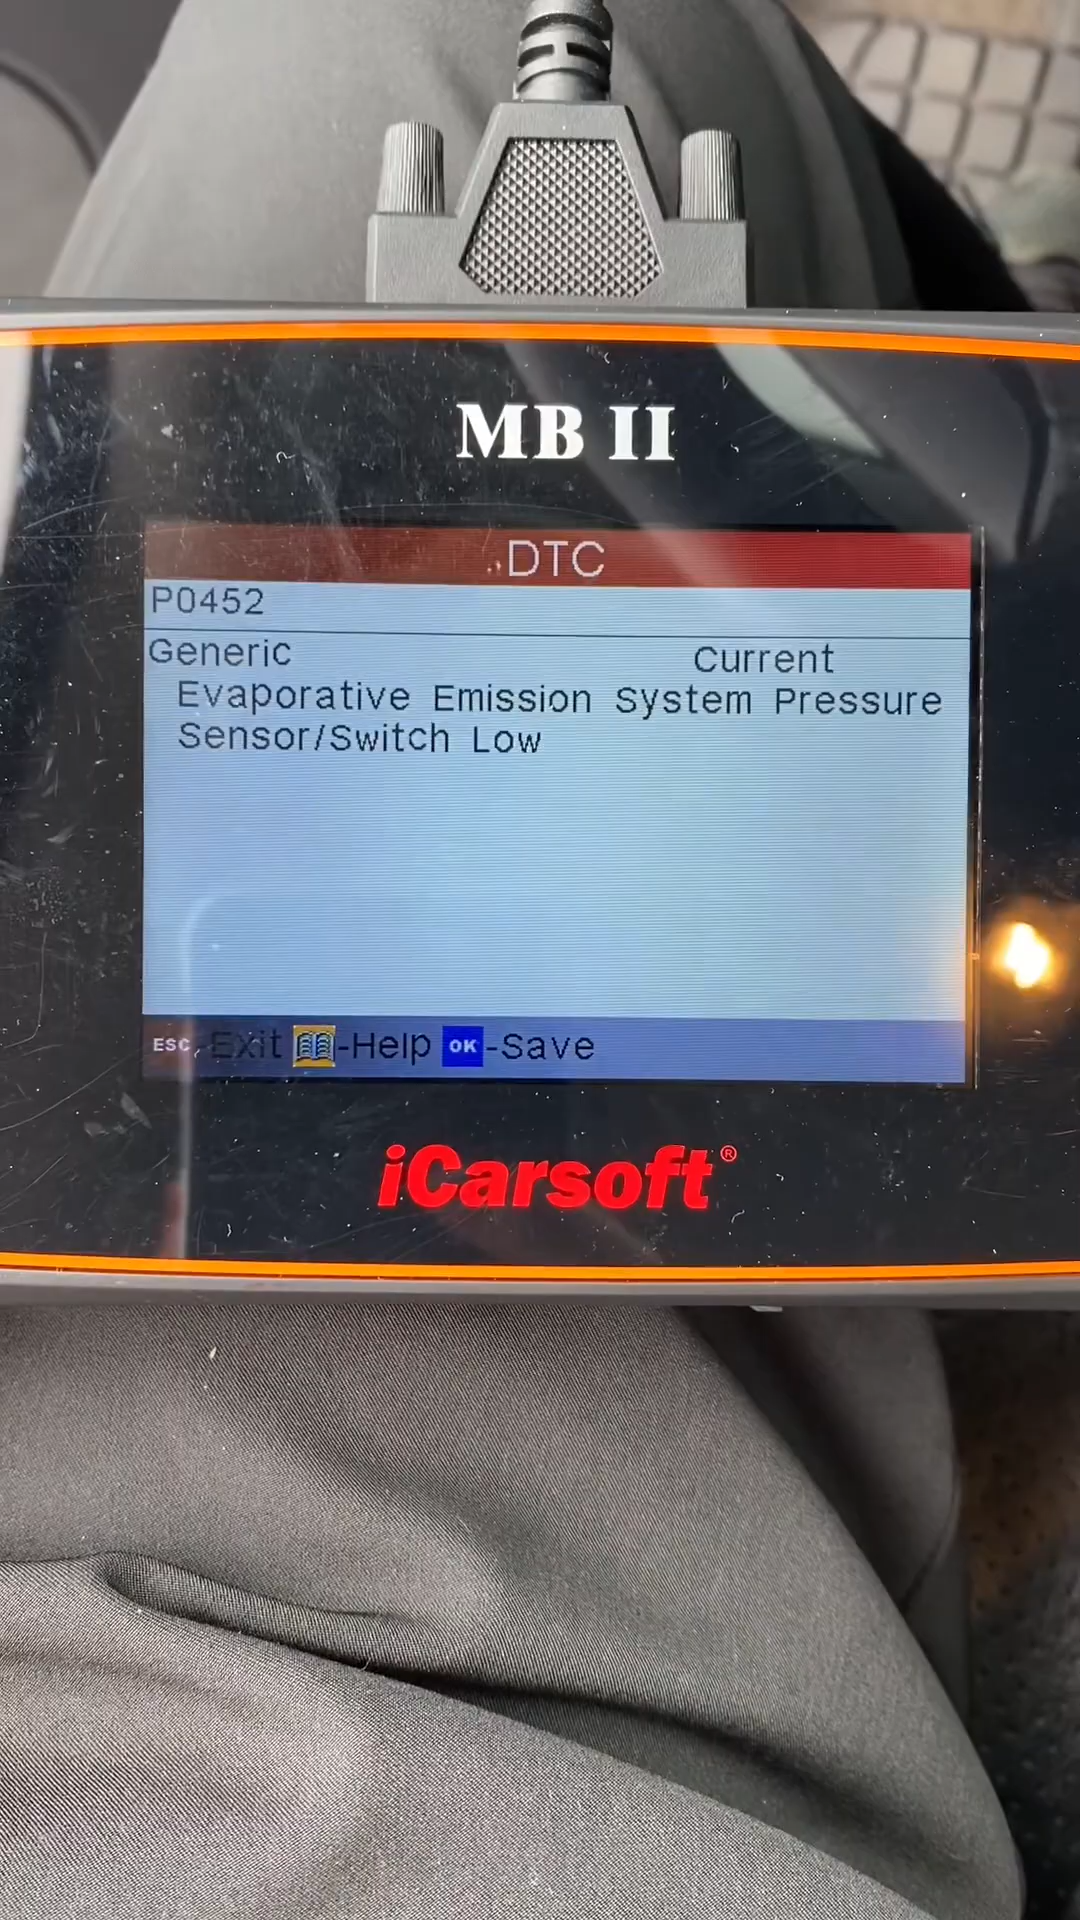 MB II
DTC
P0452
Generic Current
Evaporative Emission System Pressure
Sensor/Switch Low
ESC-Exit -Help OK-Save
iCarsoft®